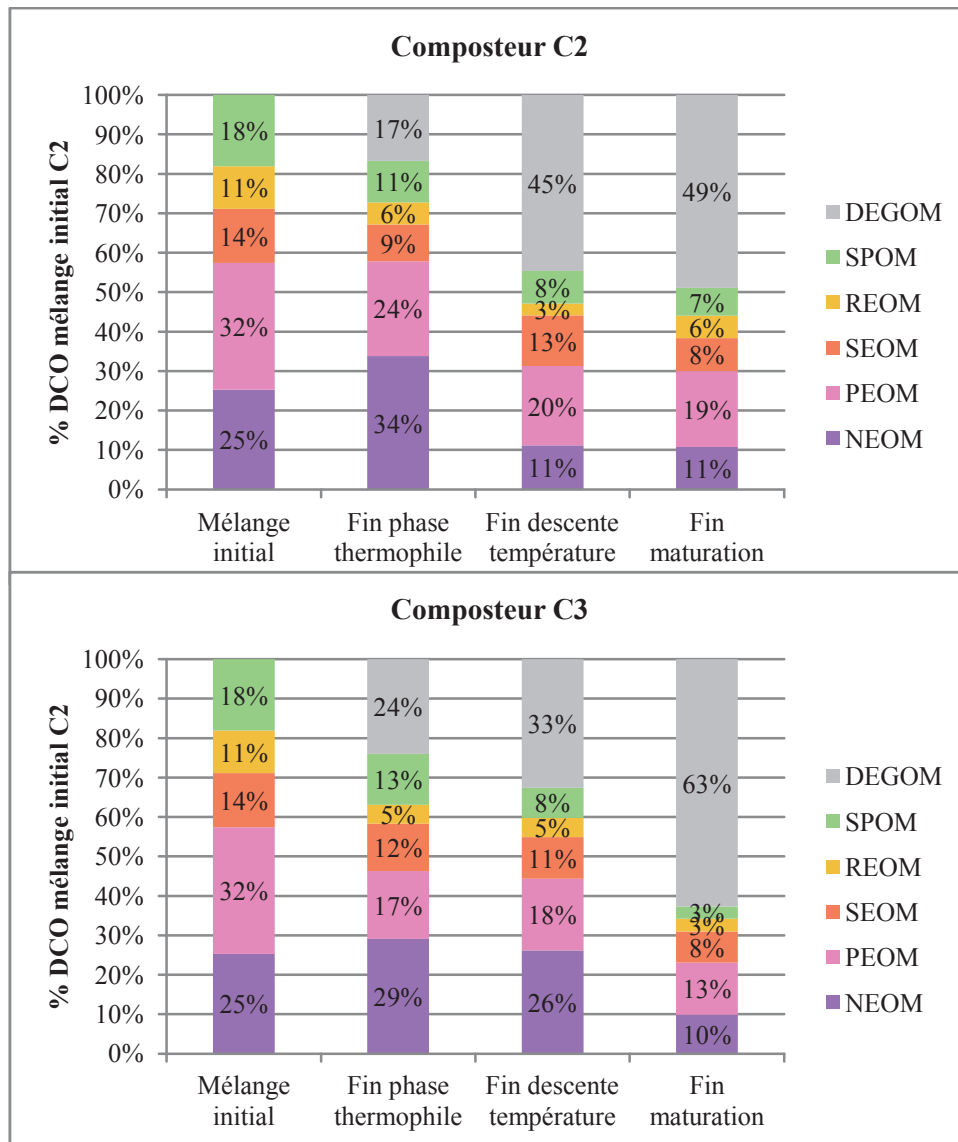 Composteur C2
% DCO mélange initial C2
100%
90%
80%
70%
60%
50%
40%
30%
20%
10%
0%
18%
11%
14%
32%
25%
17%
11%
6%
9%
24%
34%
45%
8%
3%
13%
20%
11%
49%
7%
6%
8%
19%
11%
Mélange
initial
Fin phase
thermophile
Fin descente
température
Fin
maturation
DEGOM
SPOM
REOM
SEOM
PEOM
NEOM
Composteur C3
% DCO mélange initial C2
100%
90%
80%
70%
60%
50%
40%
30%
20%
10%
0%
18%
11%
14%
32%
25%
24%
13%
5%
12%
17%
29%
33%
8%
5%
11%
18%
26%
63%
3%
3%
8%
13%
10%
Mélange
initial
Fin phase
thermophile
Fin descente
température
Fin
maturation
DEGOM
SPOM
REOM
SEOM
PEOM
NEOM